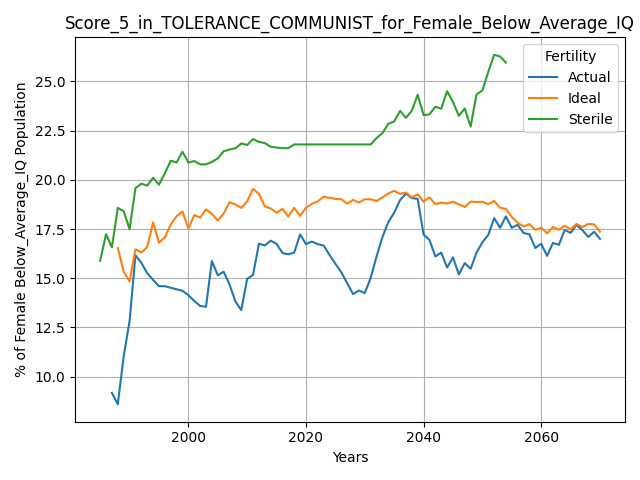 Score_5_in_TOLERANCE_COMMUNIST_for_Female_Below_Average_IQ
% of Female Below_Average_IQ Population
25.0
22.5
20.0
17.5
15.0
12.5
10.0
Fertility
Actual
Ideal
Sterile
2000
2020
2040
2060
Years